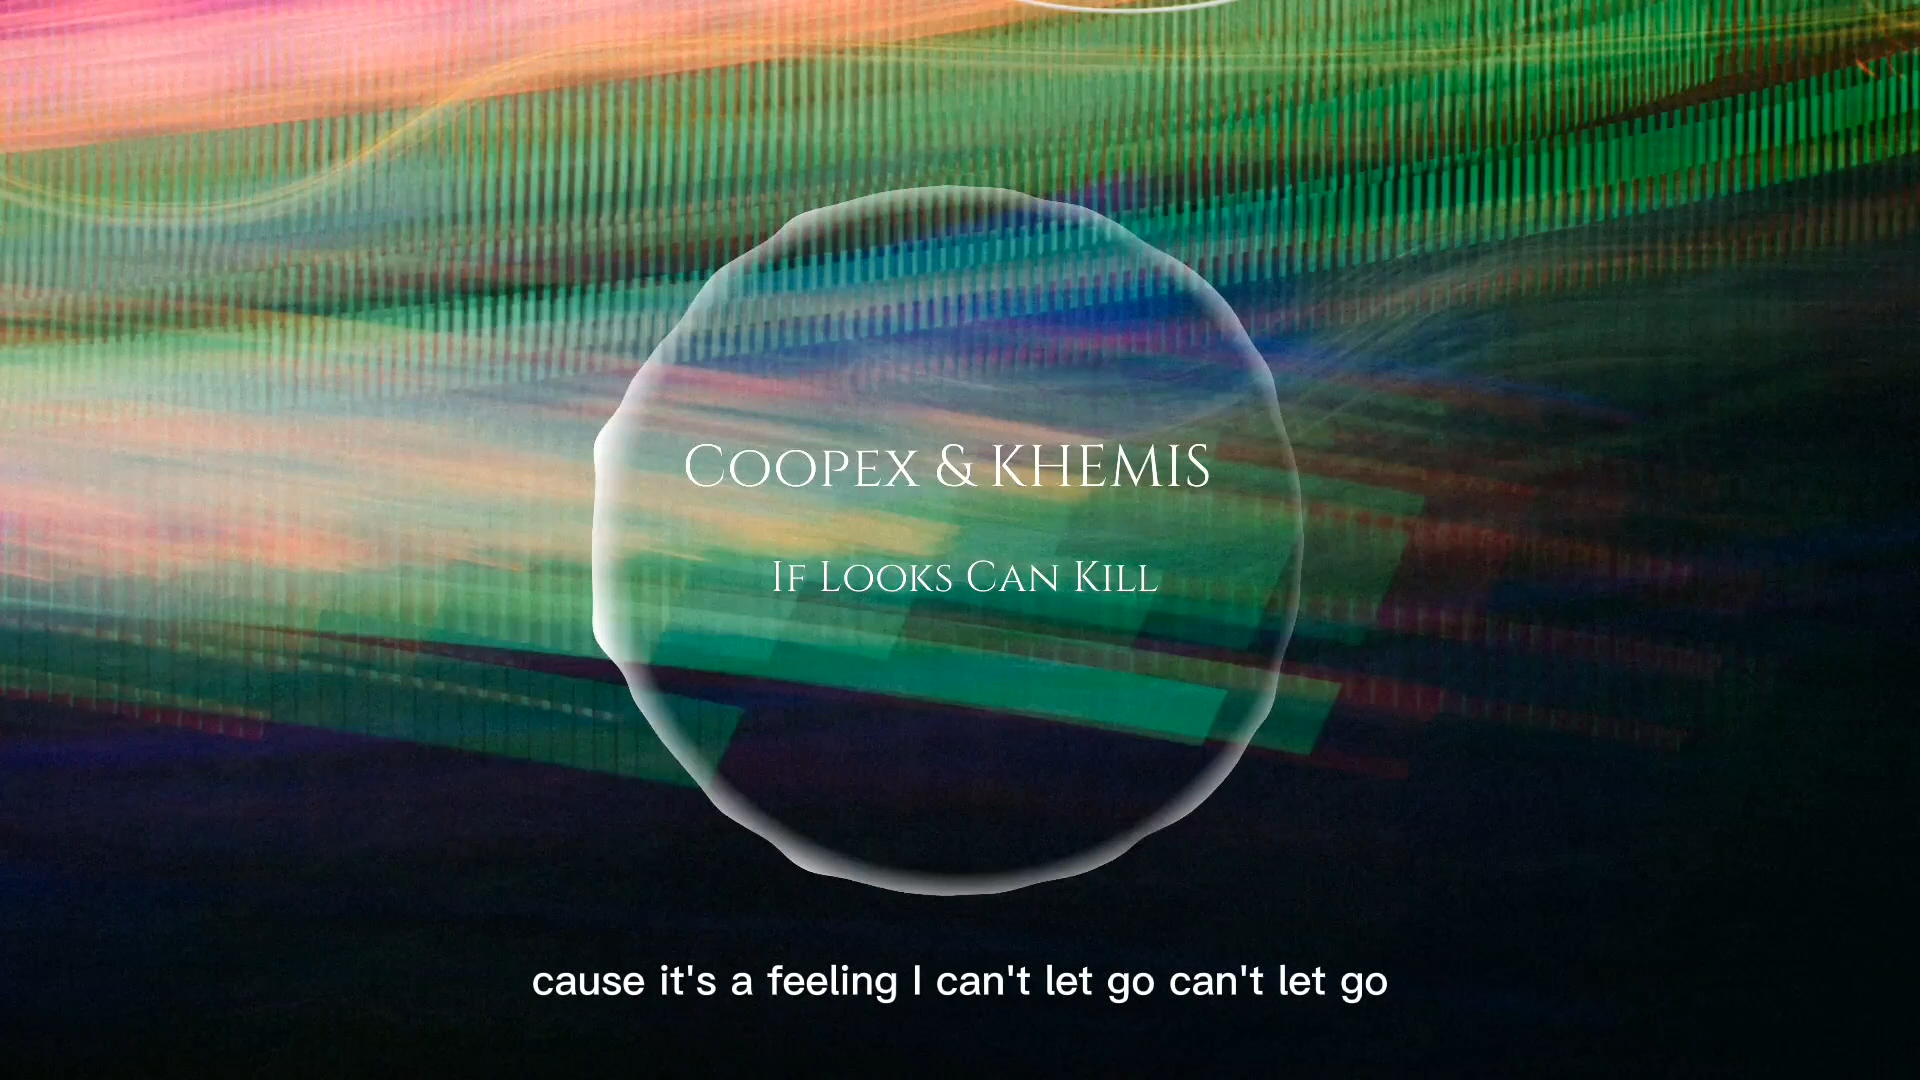 Coopex & KHEMIS
If Looks Can Kill
cause it's a feeling I can't let go can't let go